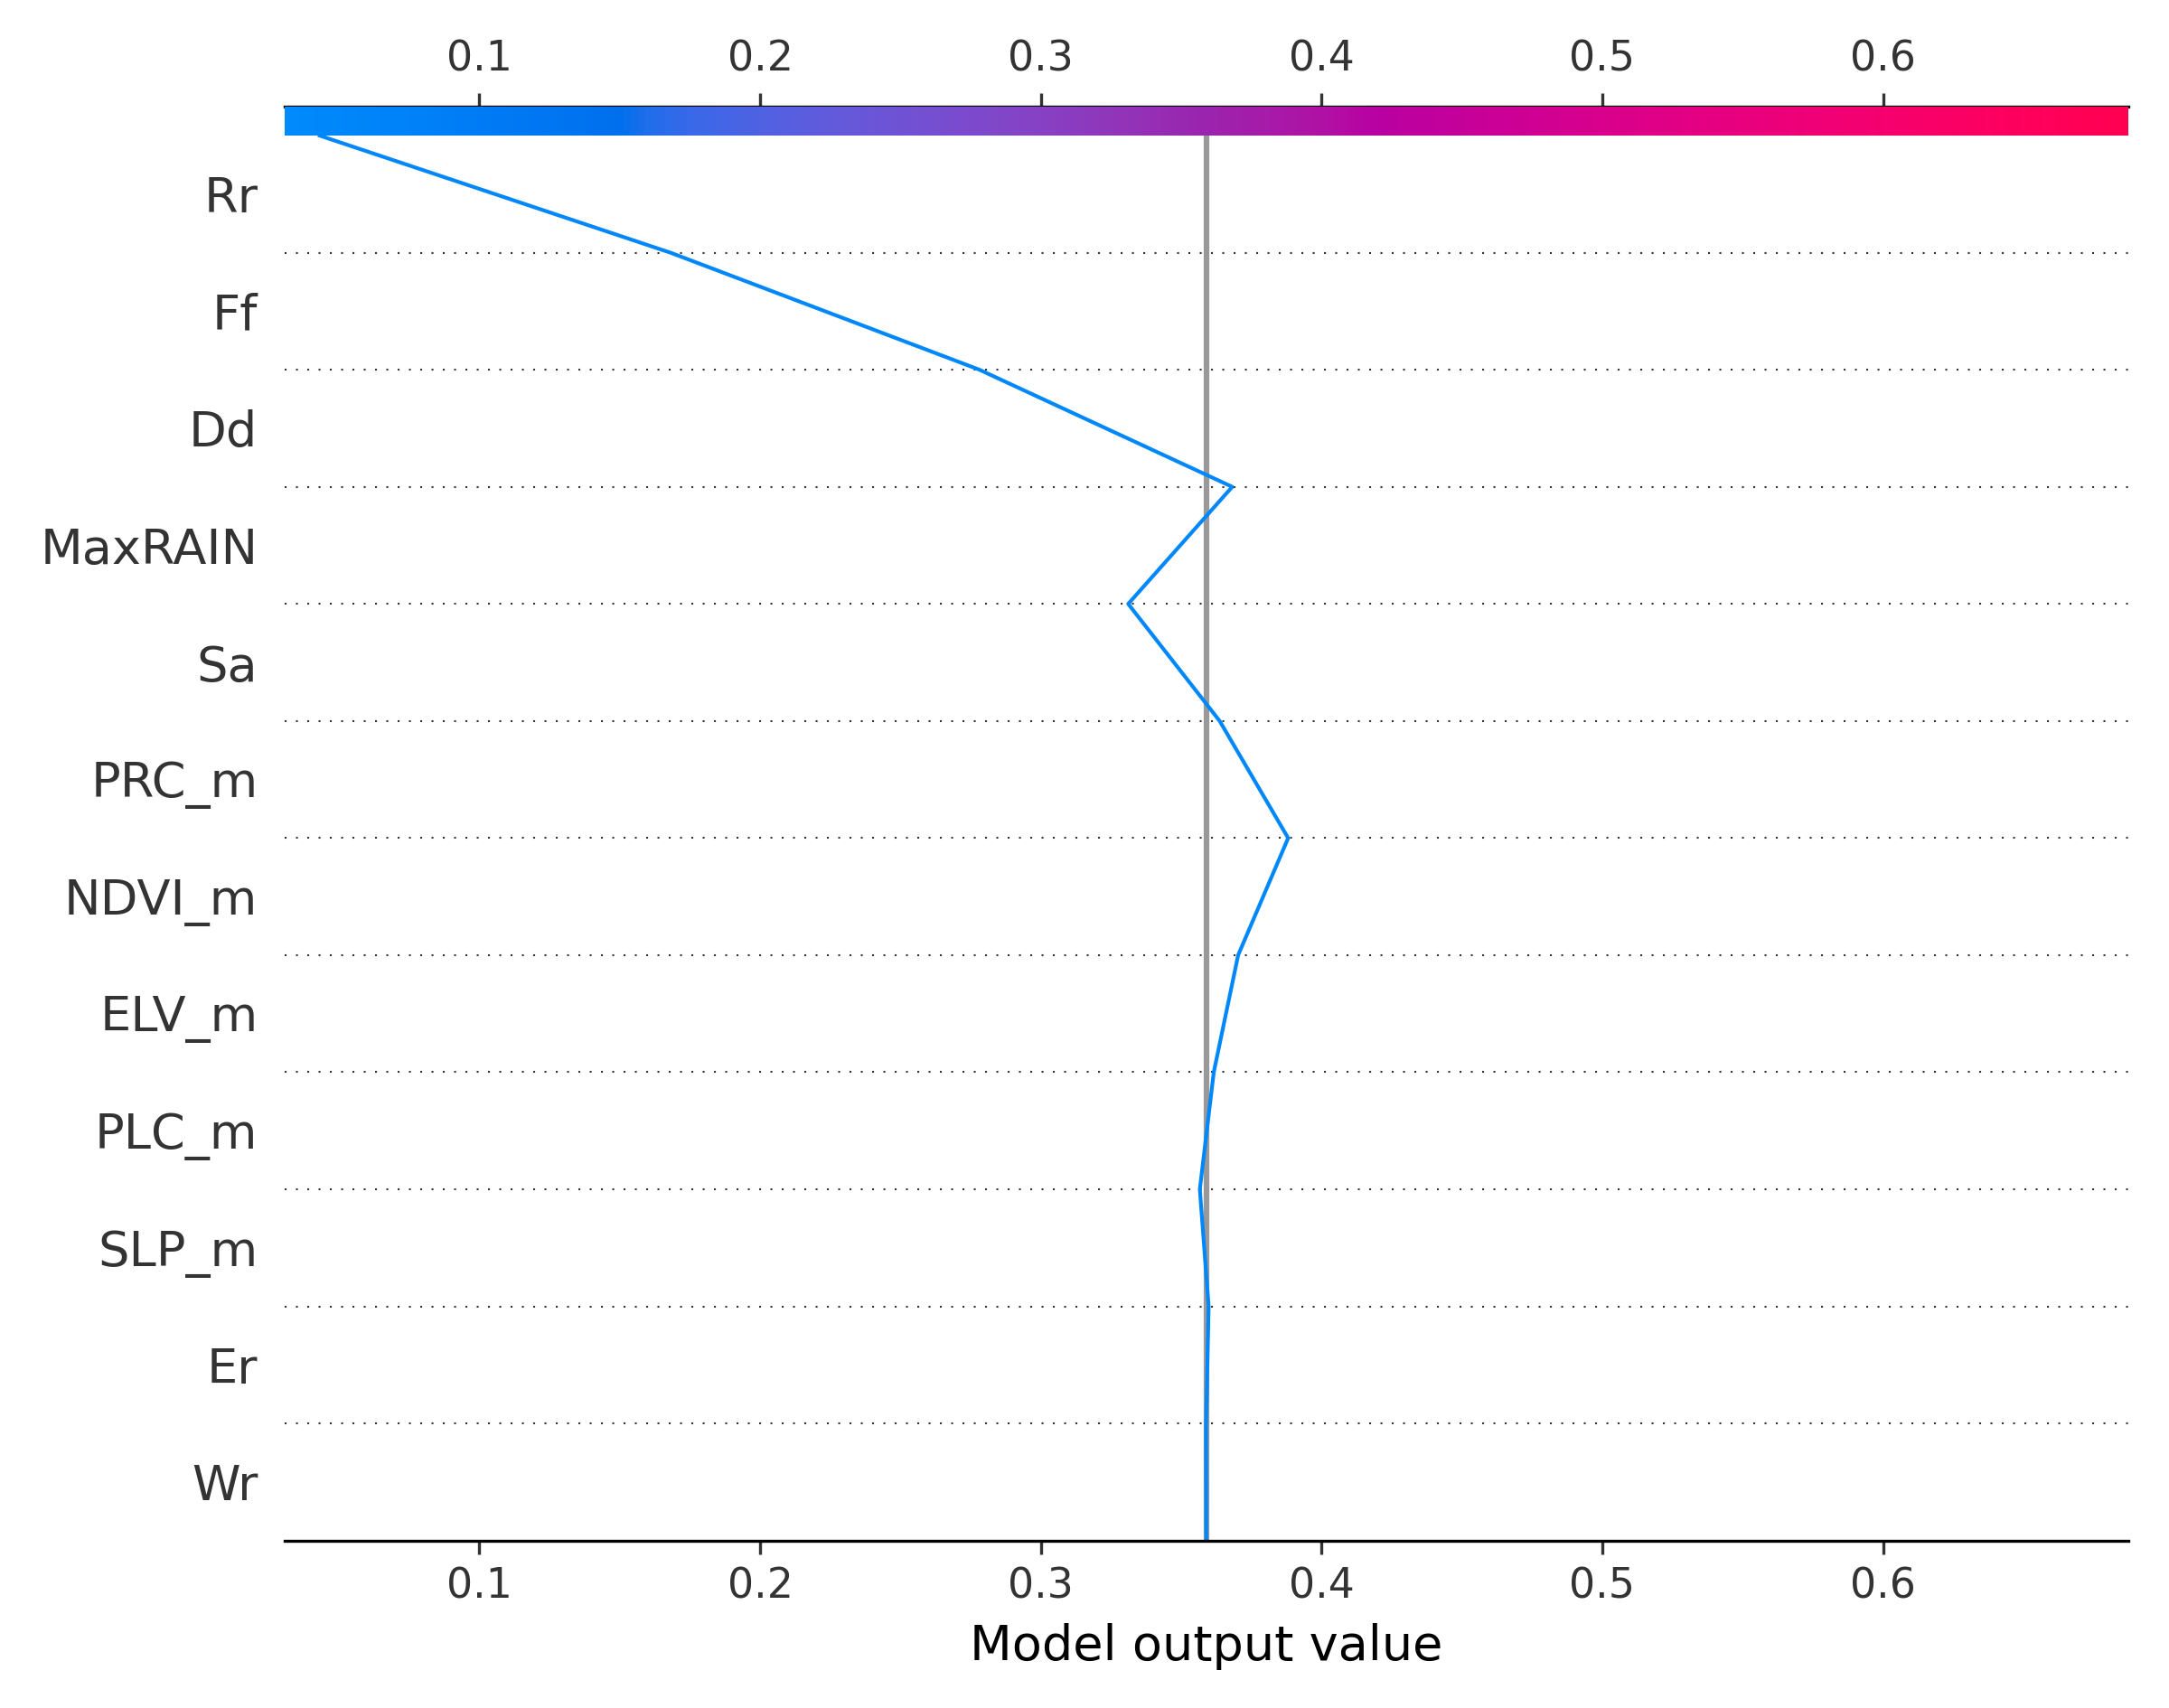 0.1 0.2 0.3 0.4 0.5 0.6
Rr
Ff
Dd
MaxRAIN
Sa
PRC_m
NDVI_m
ELV_m
PLC_m
SLP_m
Er
Wr
0.1 0.2 0.3 0.4 0.5 0.6
Model output value